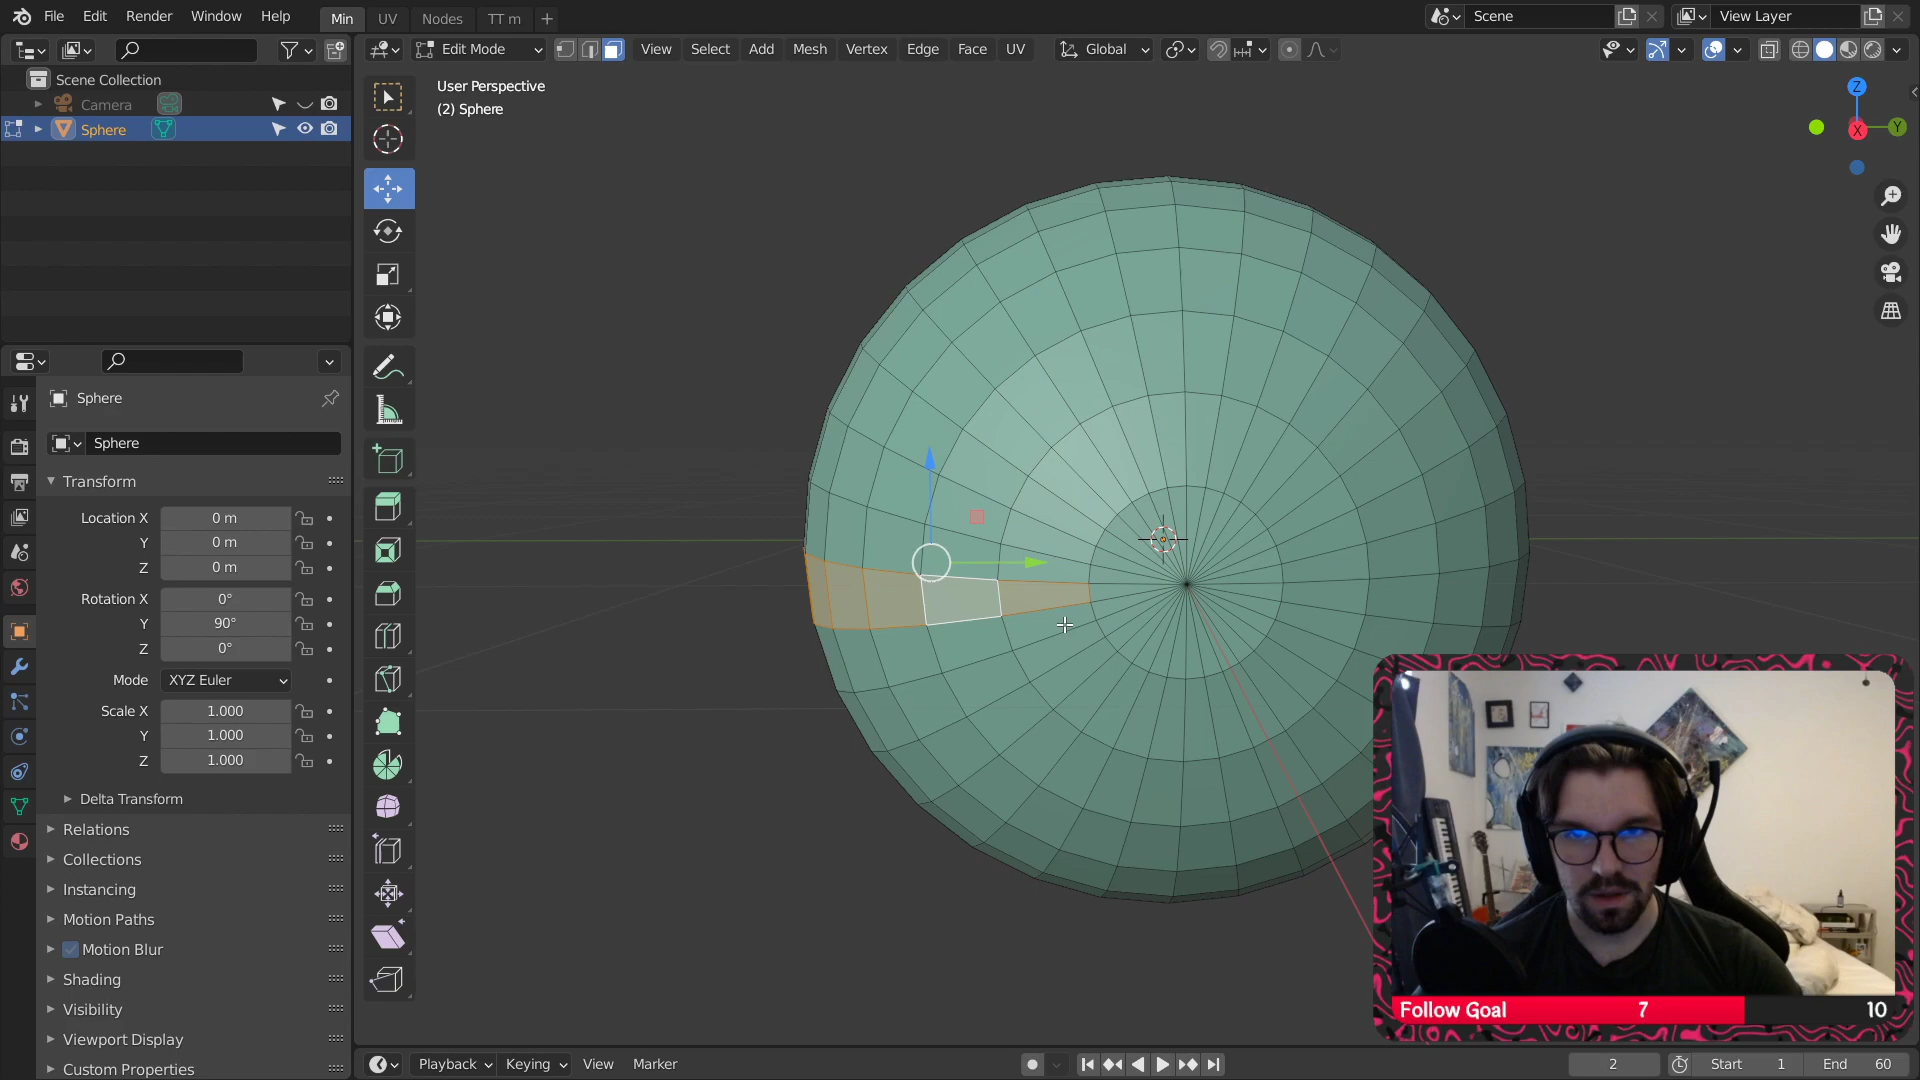 File Edit Render Window Help Min UV Nodes TT m + Scene View Layer
Edit Mode View Select Add Mesh Vertex Edge Face UV Global
Scene Collection
Camera
Sphere
User Perspective
(2) Sphere
Z
Y
X
Sphere
Sphere
Transform
Location X 0 m
Y 0 m
Z 0 m
Rotation X 0°
Y 90°
Z 0°
Mode XYZ Euler
Scale X 1.000
Y 1.000
Z 1.000
Delta Transform
Relations
Collections
Instancing
Motion Paths
Motion Blur
Shading
Visibility
Viewport Display
Custom Properties
Follow Goal 7 10
Playback Keying View Marker 2 Start 1 End 60